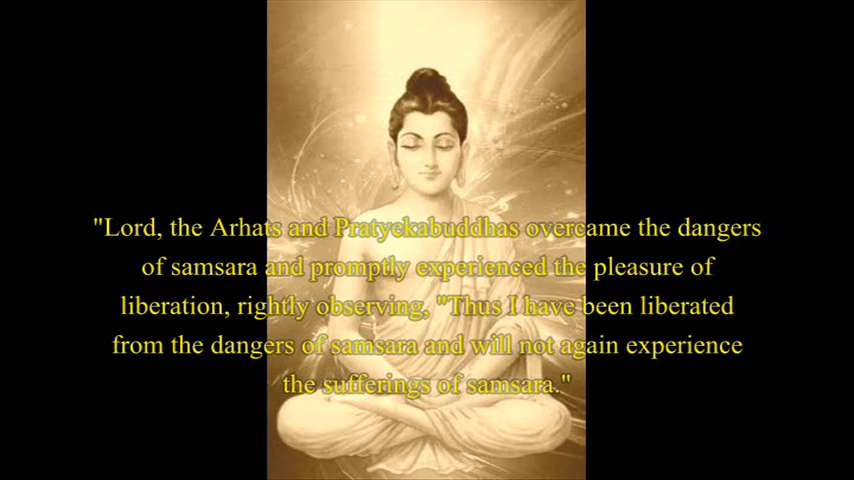 "Lord, the Arhats and Pratyekabuddhas overcame the dangers
of samsara and promptly experienced the pleasure of
liberation, rightly observing, "Thus I have been liberated
from the dangers of samsara and will not again experience
the sufferings of samsara."